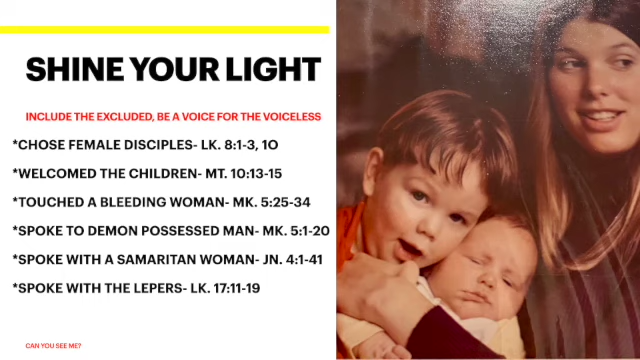 SHINE YOUR LIGHT
INCLUDE THE EXCLUDED, BE A VOICE FOR THE VOICELESS
*CHOSE FEMALE DISCIPLES- LK. 8:1-3, 1O
*WELCOMED THE CHILDREN- MT. 10:13-15
*TOUCHED A BLEEDING WOMAN- MK. 5:25-34
*SPOKE TO DEMON POSSESSED MAN- MK. 5:1-20
*SPOKE WITH A SAMARITAN WOMAN- JN. 4:1-41
*SPOKE WITH THE LEPERS- LK. 17:11-19
CAN YOU SEE ME?